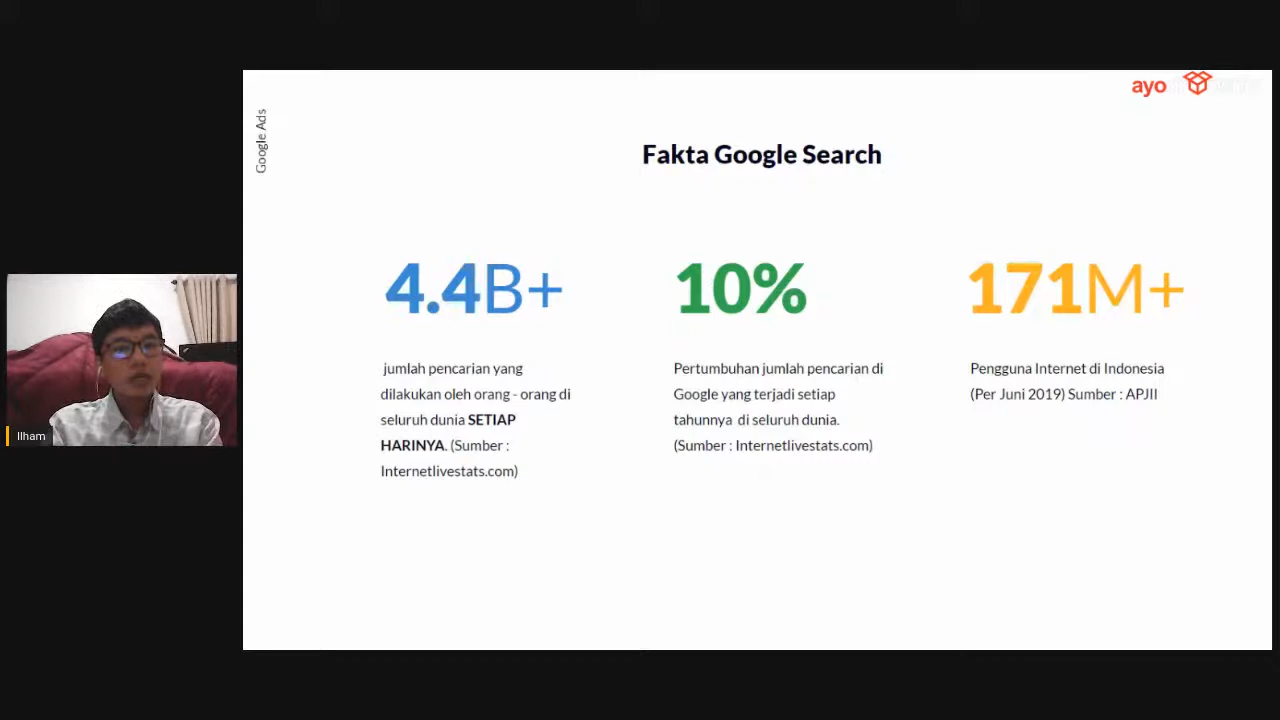 ayo
Google Ads
Fakta Google Search
4.4B+
jumlah pencarian yang
dilakukan oleh orang - orang di
seluruh dunia SETIAP
HARINYA. (Sumber :
Internetlivestats.com)
10%
Pertumbuhan jumlah pencarian di
Google yang terjadi setiap
tahunnya di seluruh dunia.
(Sumber : Internetlivestats.com)
171M+
Pengguna Internet di Indonesia
(Per Juni 2019) Sumber : APJII
Ilham